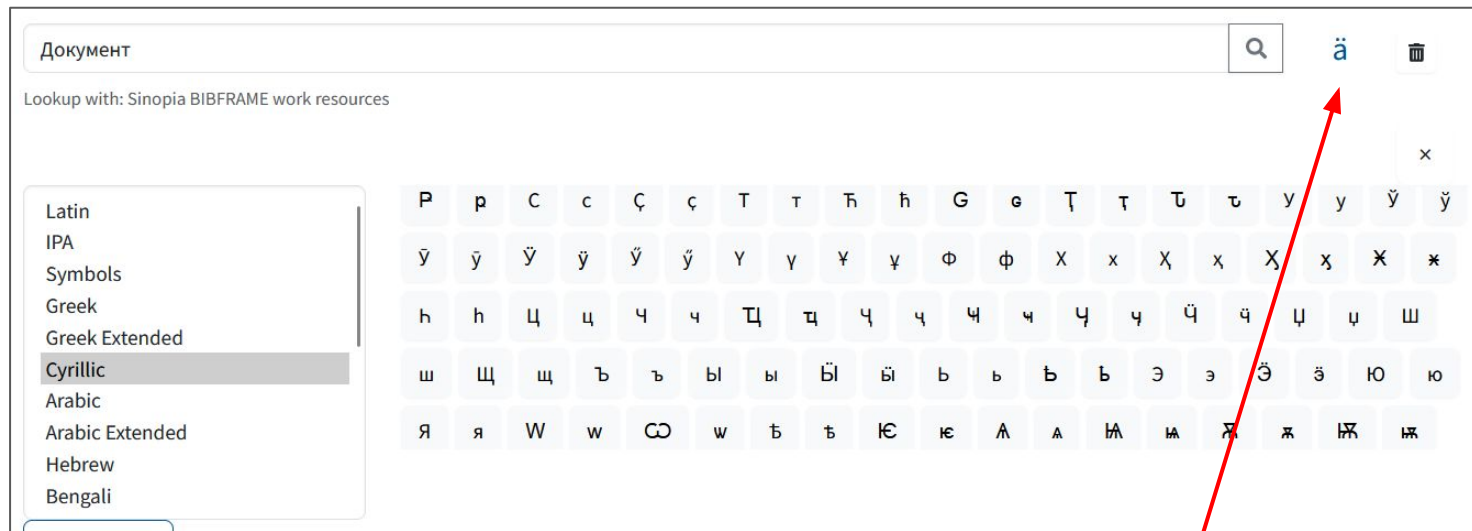 Документ
ä
Lookup with: Sinopia BIBFRAME work resources
×
Latin
IPA
Symbols
Greek
Greek Extended
Cyrillic
Arabic
Arabic Extended
Hebrew
Bengali
Ҏ ҏ С с Ҫ ҫ Т т Ћ ћ Ԍ ԍ Ҭ ҭ Ꚍ ꚍ У у Ў ў
Ӯ ӯ Ӱ ӱ Ӳ ӳ Ү ү Ұ ұ Ф ф Х х Ҳ ҳ Ҳ ҳ Ӿ ӿ
Һ һ Ц ц Ч ч Ҵ ҵ Ҷ ҷ Ҹ ҹ Ӌ ӌ Ӵ ӵ Џ џ Ш
ш Щ щ Ъ ъ Ы ы Ӹ ӹ Ь ь Ҍ ҍ Э э Ӭ ӭ Ю ю
Я я Ԝ ԝ Ѡ ѡ Ѣ ѣ Ѥ ѥ Ѧ ѧ Ѩ ѩ Ѫ ѫ Ѭ ѭ